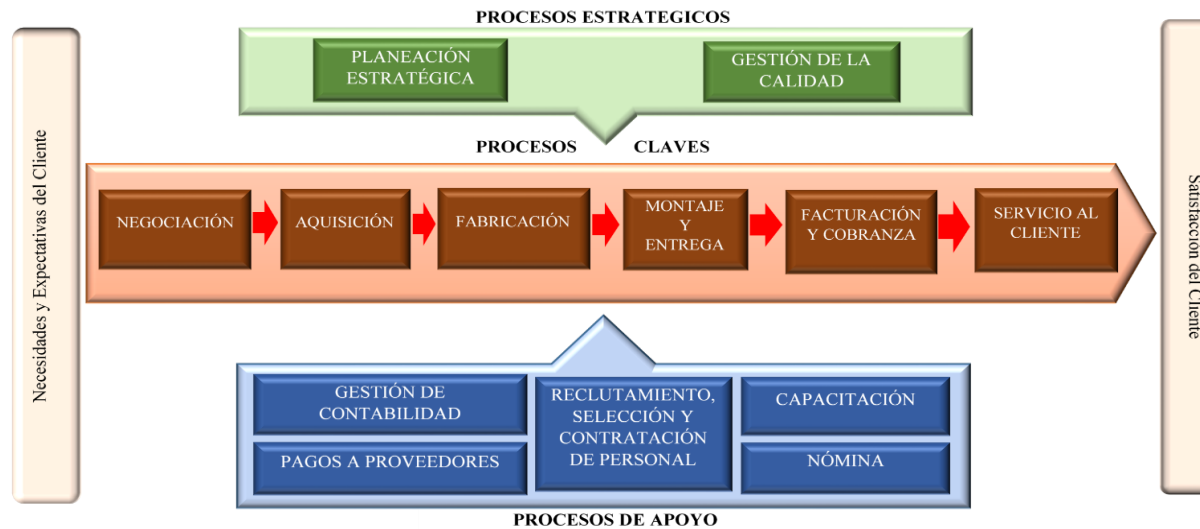 PROCESOS ESTRATEGICOS
PLANEACIÓN
ESTRATÉGICA
GESTIÓN DE LA
CALIDAD
Necesidades y Expectativas del Cliente
PROCESOS CLAVES
NEGOCIACIÓN
AQUISICIÓN
FABRICACIÓN
MONTAJE
Y
ENTREGA
FACTURACIÓN
Y COBRANZA
SERVICIO AL
CLIENTE
Satisfacción del Cliente
GESTIÓN DE
CONTABILIDAD
PAGOS A PROVEEDORES
RECLUTAMIENTO,
SELECCIÓN Y
CONTRATACIÓN
DE PERSONAL
CAPACITACIÓN
NÓMINA
PROCESOS DE APOYO